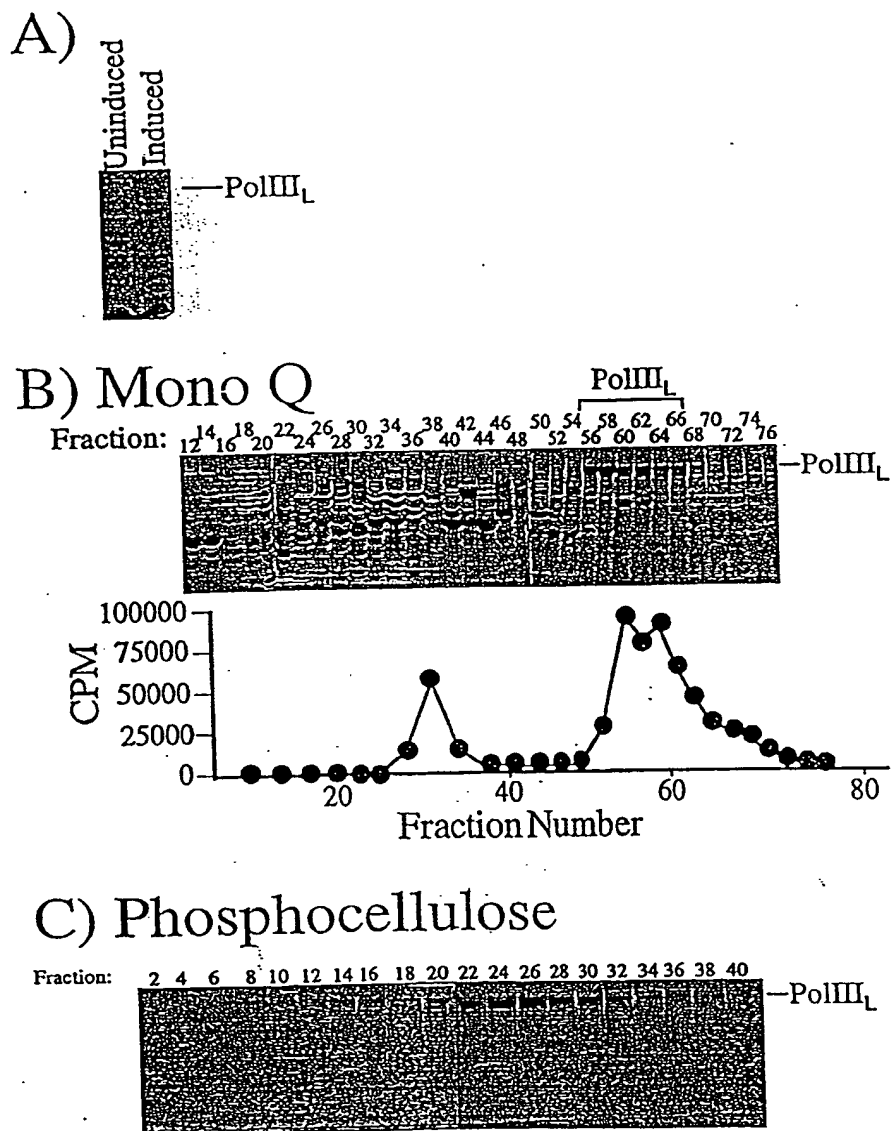 A)
Uninduced
Induced
PolIII_L
B) Mono Q
PolIII_L
Fraction:
12 14 16 18 20 22 24 26 28 30 32 34 36 38 40 42 44 46 48 50 52 54 56 58 60 62 64 66 68 70 72 74 76
PolIII_L
100000
75000
50000
25000
0
CPM
20 40 60 80
Fraction Number
C) Phosphocellulose
Fraction: 2 4 6 8 10 12 14 16 18 20 22 24 26 28 30 32 34 36 38 40
PolIII_L